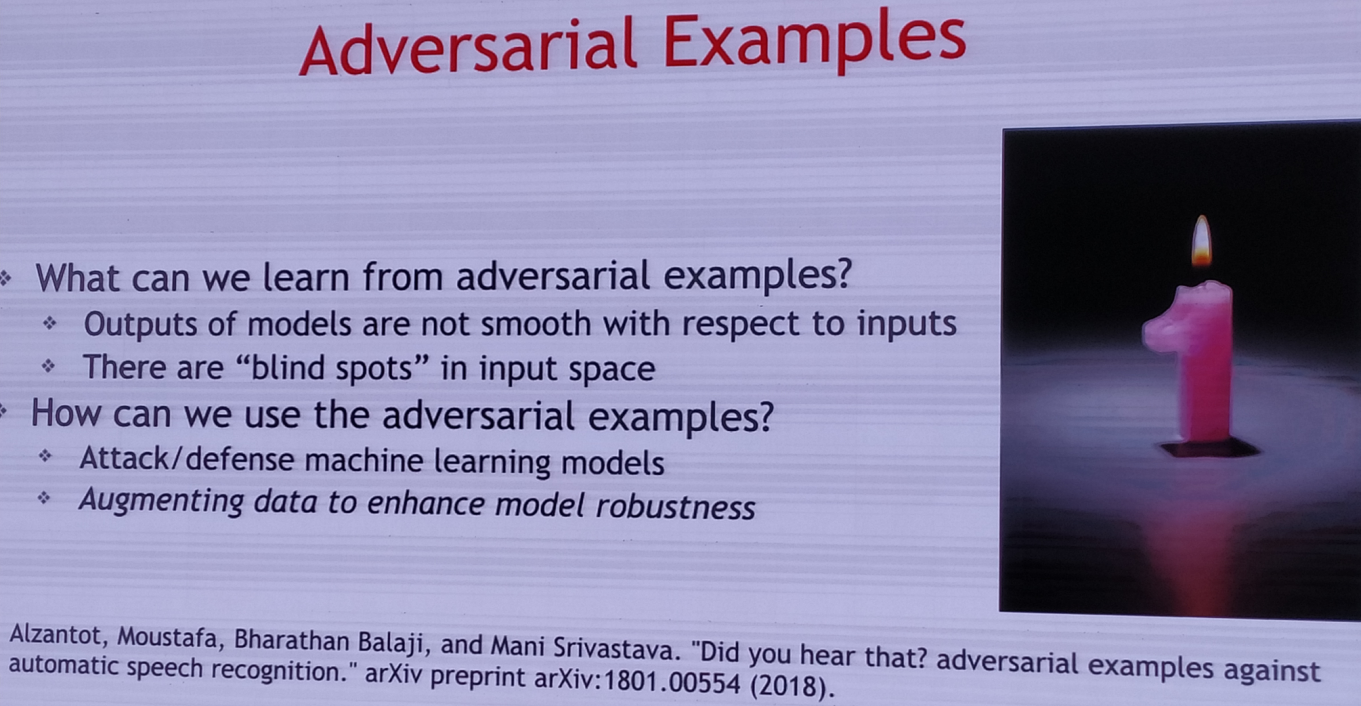 Adversarial Examples
What can we learn from adversarial examples?
Outputs of models are not smooth with respect to inputs
There are “blind spots” in input space
How can we use the adversarial examples?
Attack/defense machine learning models
Augmenting data to enhance model robustness
Alzantot, Moustafa, Bharathan Balaji, and Mani Srivastava. "Did you hear that? adversarial examples against
automatic speech recognition." arXiv preprint arXiv:1801.00554 (2018).